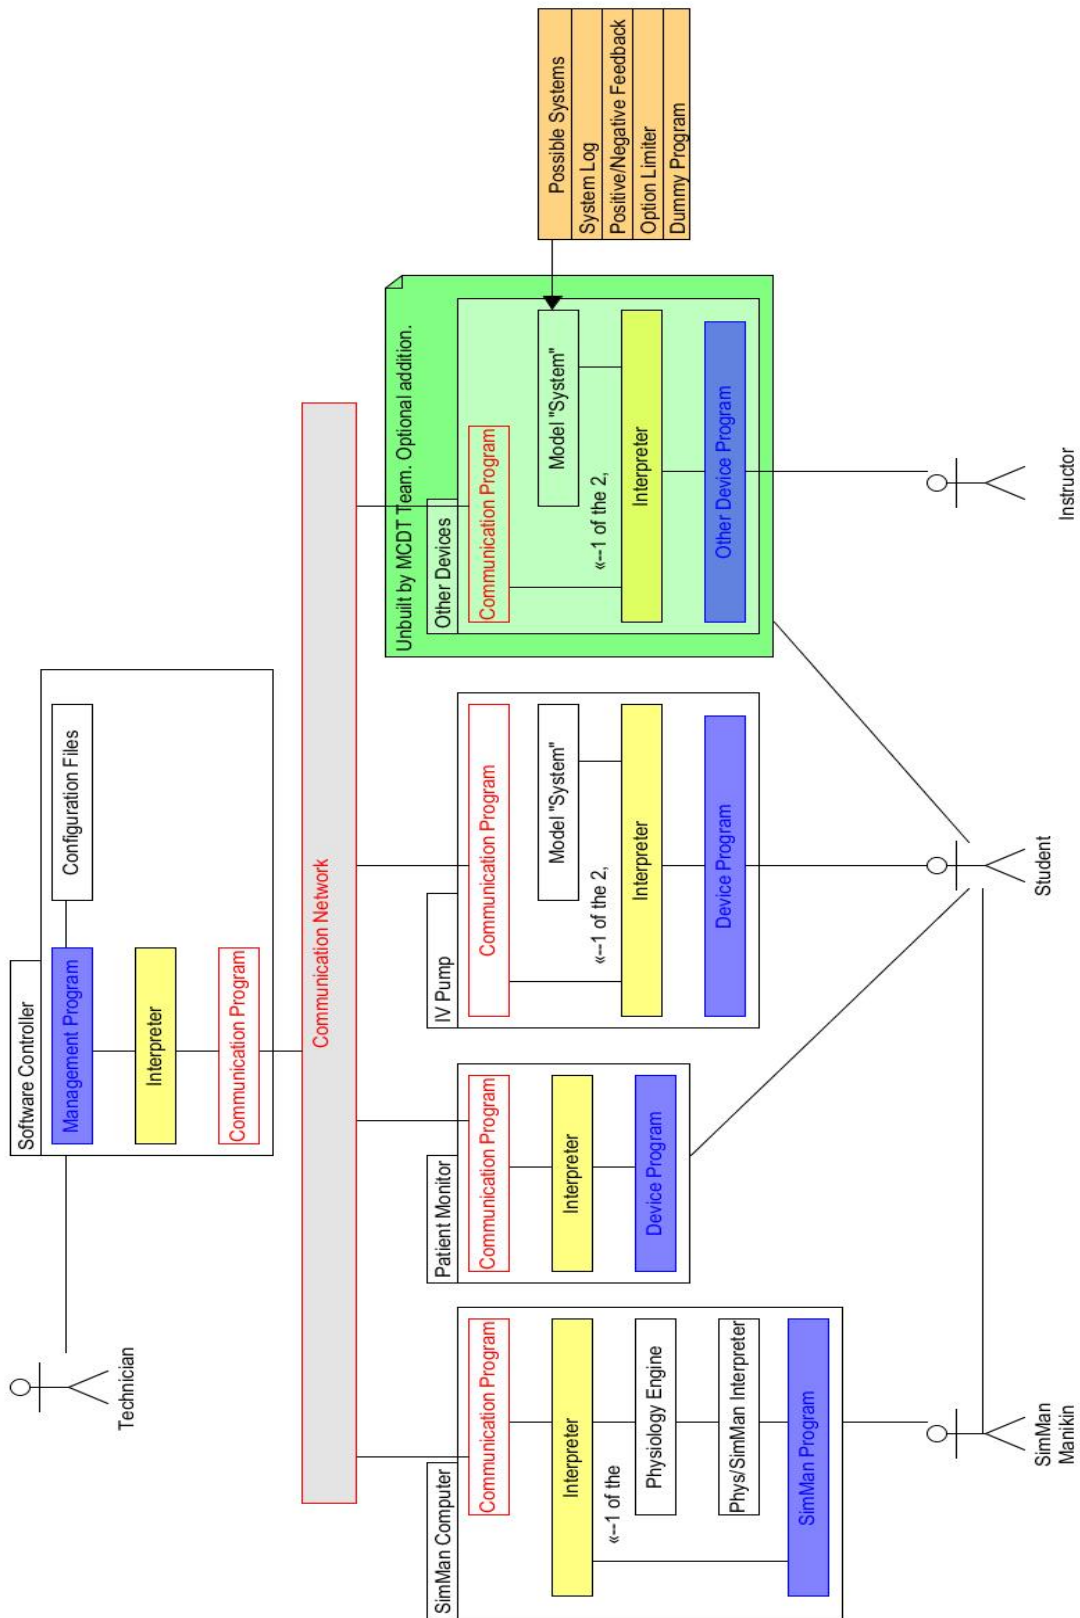 Technician
Software Controller
Management Program
Configuration Files
Interpreter
Communication Program
Communication Network
SimMan Computer
Communication Program
Interpreter
«--1 of the
Physiology Engine
Phys/SimMan Interpreter
SimMan Program
Patient Monitor
Communication Program
Interpreter
Device Program
IV Pump
Communication Program
Model "System"
«--1 of the 2,
Interpreter
Device Program
Unbuilt by MCDT Team. Optional addition.
Other Devices
Communication Program
Model "System"
«--1 of the 2,
Interpreter
Other Device Program
Possible Systems
System Log
Positive/Negative Feedback
Option Limiter
Dummy Program
SimMan
Manikin
Student
Instructor